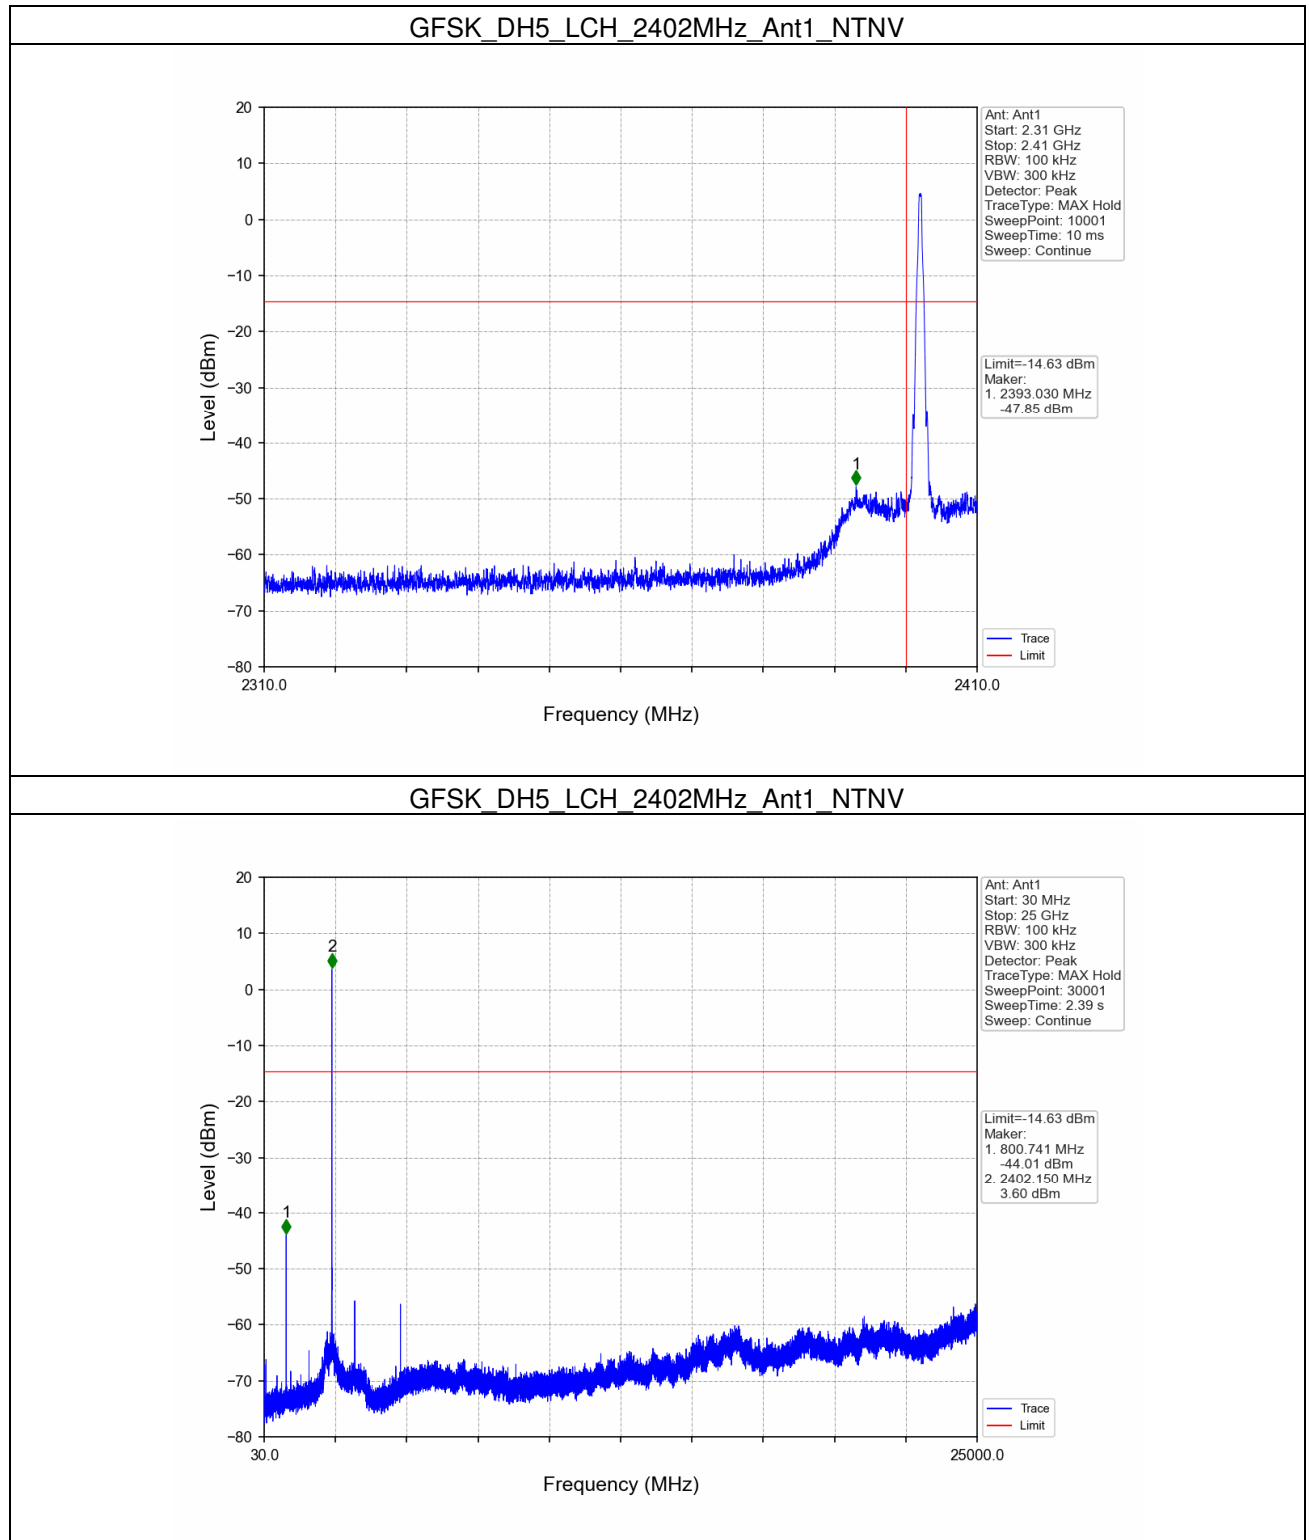 GFSK_DH5_LCH_2402MHz_Ant1_NTNV
20
10
0
−10
−20
−30
−40
−50
−60
−70
−80
Level (dBm)
1
2310.0
2410.0
Frequency (MHz)
Ant: Ant1
Start: 2.31 GHz
Stop: 2.41 GHz
RBW: 100 kHz
VBW: 300 kHz
Detector: Peak
TraceType: MAX Hold
SweepPoint: 10001
SweepTime: 10 ms
Sweep: Continue
Limit=-14.63 dBm
Maker:
1. 2393.030 MHz
-47.85 dBm
Trace
Limit
GFSK_DH5_LCH_2402MHz_Ant1_NTNV
20
10
0
−10
−20
−30
−40
−50
−60
−70
−80
Level (dBm)
1
2
30.0
25000.0
Frequency (MHz)
Ant: Ant1
Start: 30 MHz
Stop: 25 GHz
RBW: 100 kHz
VBW: 300 kHz
Detector: Peak
TraceType: MAX Hold
SweepPoint: 30001
SweepTime: 2.39 s
Sweep: Continue
Limit=-14.63 dBm
Maker:
1. 800.741 MHz
-44.01 dBm
2. 2402.150 MHz
3.60 dBm
Trace
Limit